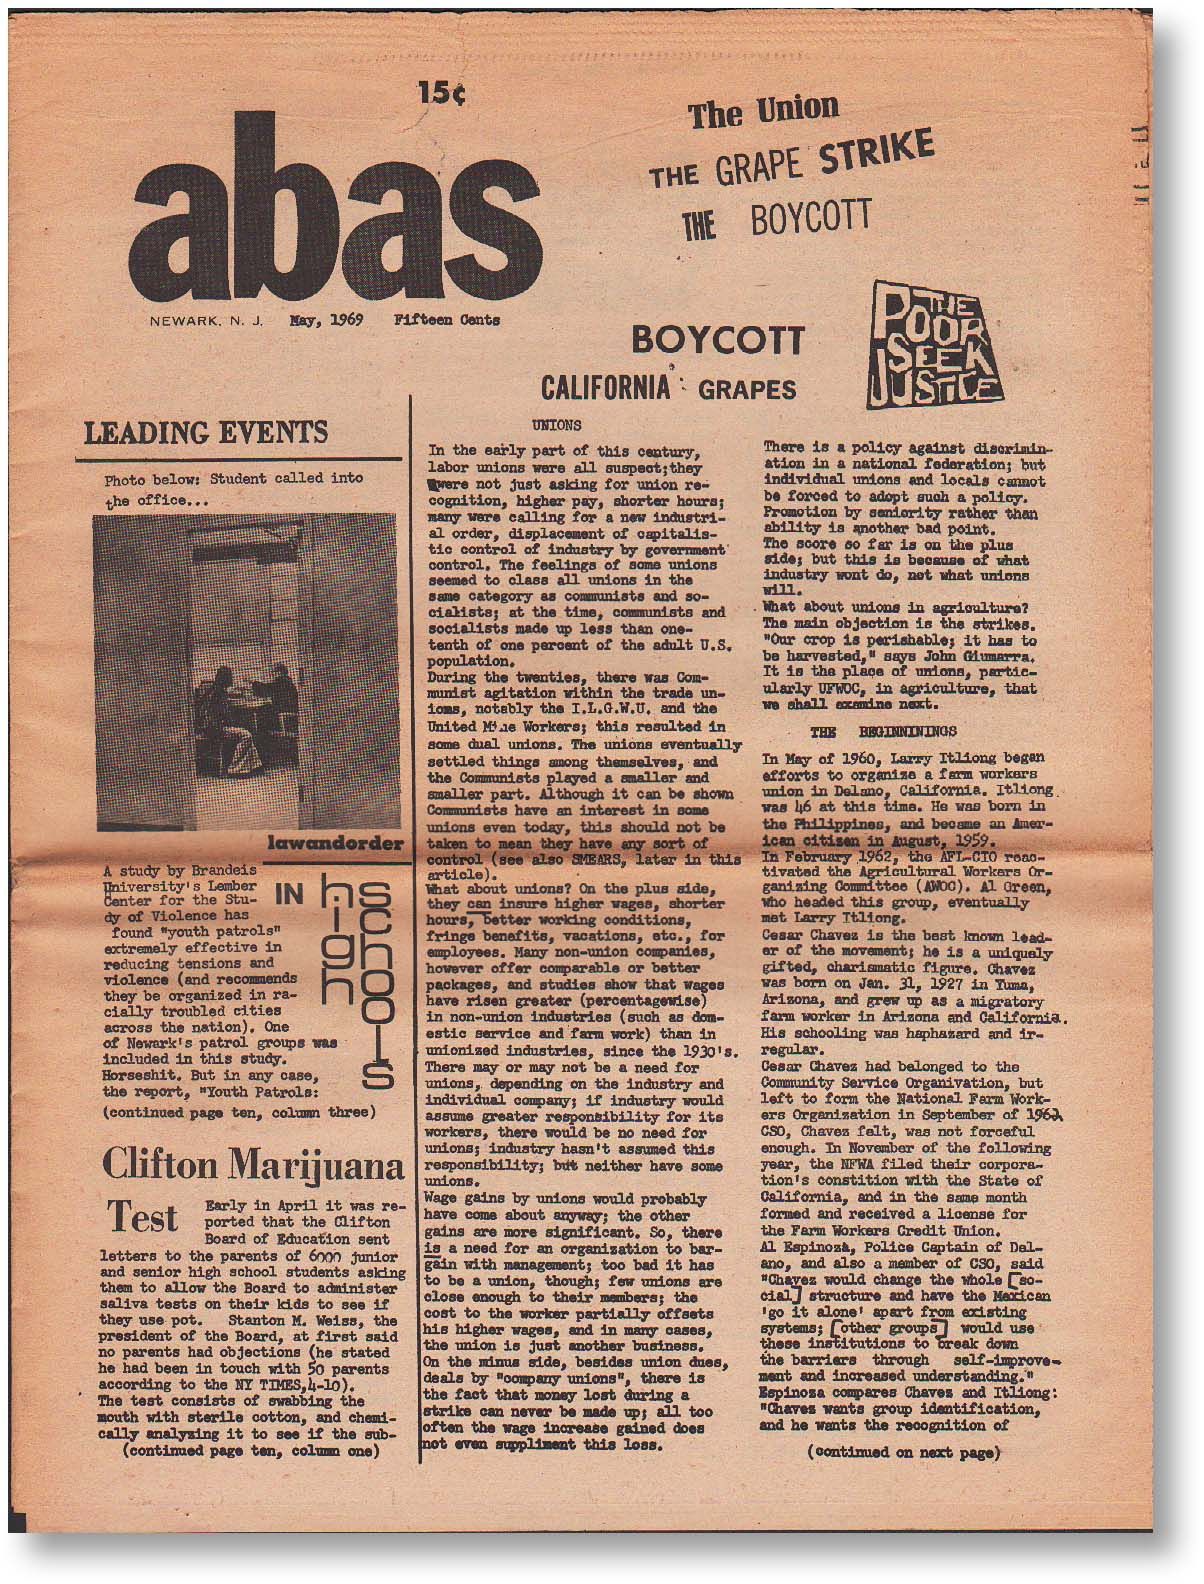 15¢
abas
NEWARK, N. J. May, 1969 Fifteen Cents
The Union
THE GRAPE STRIKE
THE BOYCOTT
BOYCOTT
CALIFORNIA GRAPES
THE
POOR
SEEK
JUSTICE
LEADING EVENTS
Photo below: Student called into
the office...
lawandorder
IN
high
schools
A study by Brandeis
University's Lember
Center for the Stu-
dy of Violence has
found "youth patrols"
extremely effective in
reducing tensions and
violence (and recommends
they be organized in ra-
cially troubled cities
across the nation). One
of Newark's patrol groups was
included in this study.
Horseshit. But in any case,
the report, "Youth Patrols:
(continued page ten, column three)
Clifton Marijuana
Test
Early in April it was re-
ported that the Clifton
Board of Education sent
letters to the parents of 6000 junior
and senior high school students asking
them to allow the Board to administer
saliva tests on their kids to see if
they use pot. Stanton M. Weiss, the
president of the Board, at first said
no parents had objections (he stated
he had been in touch with 50 parents
according to the NY TIMES,4-10).
The test consists of swabbing the
mouth with sterile cotton, and chemi-
cally analyzing it to see if the sub-
(continued page ten, column one)
UNIONS
In the early part of this century,
labor unions were all suspect;they
were not just asking for union re-
cognition, higher pay, shorter hours;
many were calling for a new industri-
al order, displacement of capitalis-
tic control of industry by government
control. The feelings of some unions
seemed to class all unions in the
same category as communists and so-
cialists; at the time, communists and
socialists made up less than one-
tenth of one percent of the adult U.S.
population.
During the twenties, there was Com-
munist agitation within the trade un-
ions, notably the I.L.G.W.U. and the
United Mine Workers; this resulted in
some dual unions. The unions eventually
settled things among themselves, and
the Communists played a smaller and
smaller part. Although it can be shown
Communists have an interest in some
unions even today, this should not be
taken to mean they have any sort of
control (see also SMEARS, later in this
article).
What about unions? On the plus side,
they can insure higher wages, shorter
hours, better working conditions,
fringe benefits, vacations, etc., for
employees. Many non-union companies,
however offer comparable or better
packages, and studies show that wages
have risen greater (percentagewise)
in non-union industries (such as dom-
estic service and farm work) than in
unionized industries, since the 1930's.
There may or may not be a need for
unions, depending on the industry and
individual company; if industry would
assume greater responsibility for its
workers, there would be no need for
unions; industry hasn't assumed this
responsibility; but neither have some
unions.
Wage gains by unions would probably
have come about anyway; the other
gains are more significant. So, there
is a need for an organization to bar-
gain with management; too bad it has
to be a union, though; few unions are
close enough to their members; the
cost to the worker partially offsets
his higher wages, and in many cases,
the union is just another business.
On the minus side, besides union dues,
deals by "company unions", there is
the fact that money lost during a
strike can never be made up; all too
often the wage increase gained does
not even suppliment this loss.
There is a policy against discrimin-
ation in a national federation; but
individual unions and locals cannot
be forced to adopt such a policy.
Promotion by seniority rather than
ability is another bad point.
The score so far is on the plus
side; but this is because of what
industry wont do, not what unions
will.
What about unions in agriculture?
The main objection is the strikes.
"Our crop is perishable; it has to
be harvested," says John Giumarra.
It is the place of unions, partic-
ularly UFWOC, in agriculture, that
we shall examine next.
THE BEGINNININGS
In May of 1960, Larry Itliong began
efforts to organize a farm workers
union in Delano, California. Itliong
was 46 at this time. He was born in
the Philippines, and became an Amer-
ican citizen in August, 1959.
In February 1962, the AFL-CIO reac-
tivated the Agricultural Workers Or-
ganizing Committee (AWOC). Al Green,
who headed this group, eventually
met Larry Itliong.
Cesar Chavez is the best known lead-
er of the movement; he is a uniquely
gifted, charismatic figure. Chavez
was born on Jan. 31, 1927 in Yuma,
Arizona, and grew up as a migratory
farm worker in Arizona and California.
His schooling was haphazard and ir-
regular.
Cesar Chavez had belonged to the
Community Service Organivation, but
left to form the National Farm Work-
ers Organization in September of 1962
CSO, Chavez felt, was not forceful
enough. In November of the following
year, the NFWA filed their corpora-
tion's constition with the State of
California, and in the same month
formed and received a license for
the Farm Workers Credit Union.
Al Espinoza, Police Captain of Del-
ano, and also a member of CSO, said
"Chavez would change the whole [so-
cial] structure and have the Mexican
'go it alone' apart from existing
systems; [other groups] would use
these institutions to break down
the barriers through self-improve-
ment and increased understanding."
Espinoza compares Chavez and Itliong:
"Chavez wants group identification,
and he wants the recognition of
(continued on next page)